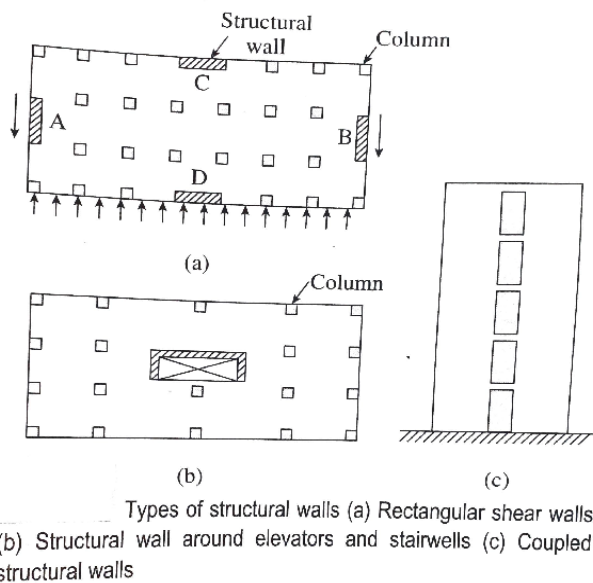 Structural
wall
Column
C
A
B
D
(a)
Column
(b)
(c)
Types of structural walls (a) Rectangular shear walls
(b) Structural wall around elevators and stairwells (c) Coupled
structural walls